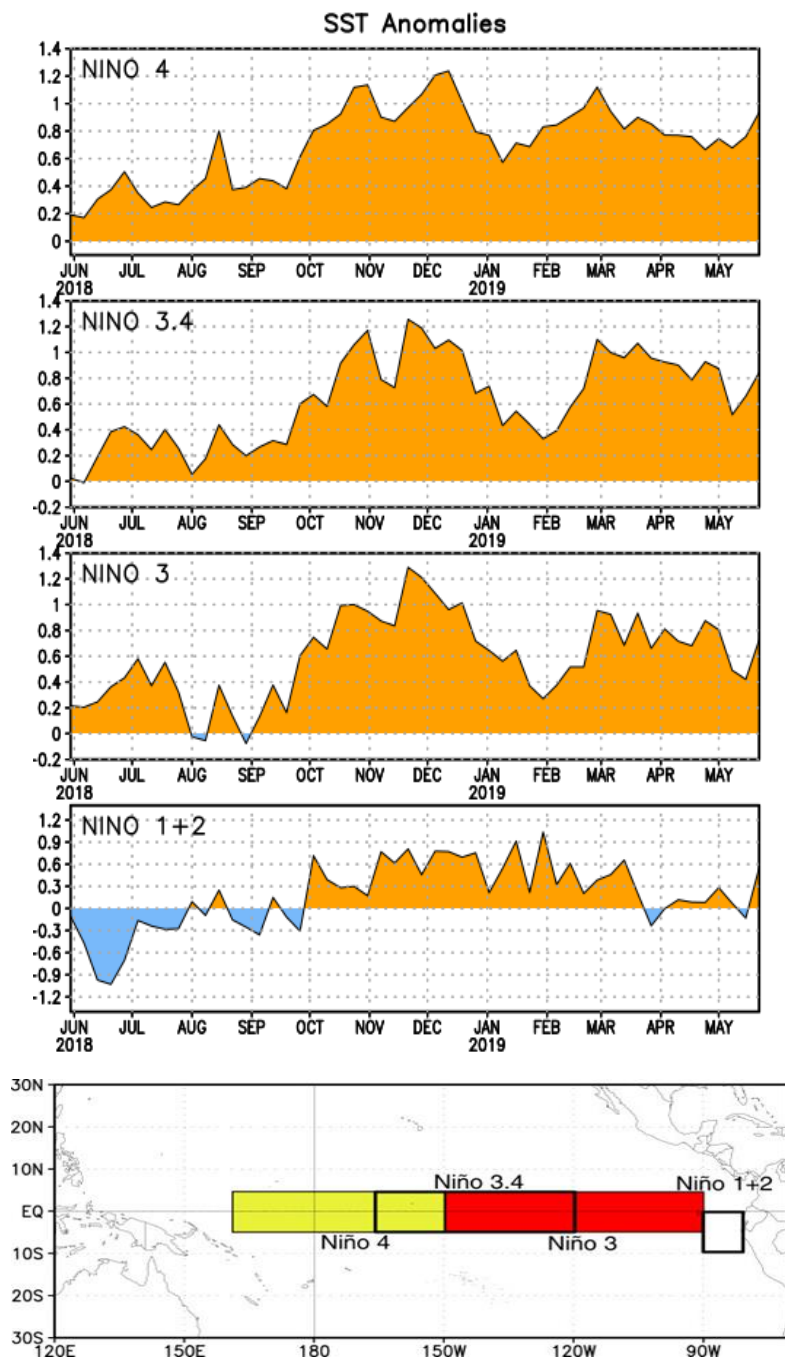 SST Anomalies
NINO 4
1.4
1.2
1
0.8
0.6
0.4
0.2
0
JUN JUL AUG SEP OCT NOV DEC JAN FEB MAR APR MAY
2018 2019
NINO 3.4
1.4
1.2
1
0.8
0.6
0.4
0.2
0
-0.2
JUN JUL AUG SEP OCT NOV DEC JAN FEB MAR APR MAY
2018 2019
NINO 3
1.4
1.2
1
0.8
0.6
0.4
0.2
0
-0.2
JUN JUL AUG SEP OCT NOV DEC JAN FEB MAR APR MAY
2018 2019
NINO 1+2
1.2
0.9
0.6
0.3
0
-0.3
-0.6
-0.9
-1.2
JUN JUL AUG SEP OCT NOV DEC JAN FEB MAR APR MAY
2018 2019
30N
20N
10N
EQ
10S
20S
30S
Niño 3.4 Niño 1+2
Niño 4 Niño 3
120E 150E 180 150W 120W 90W